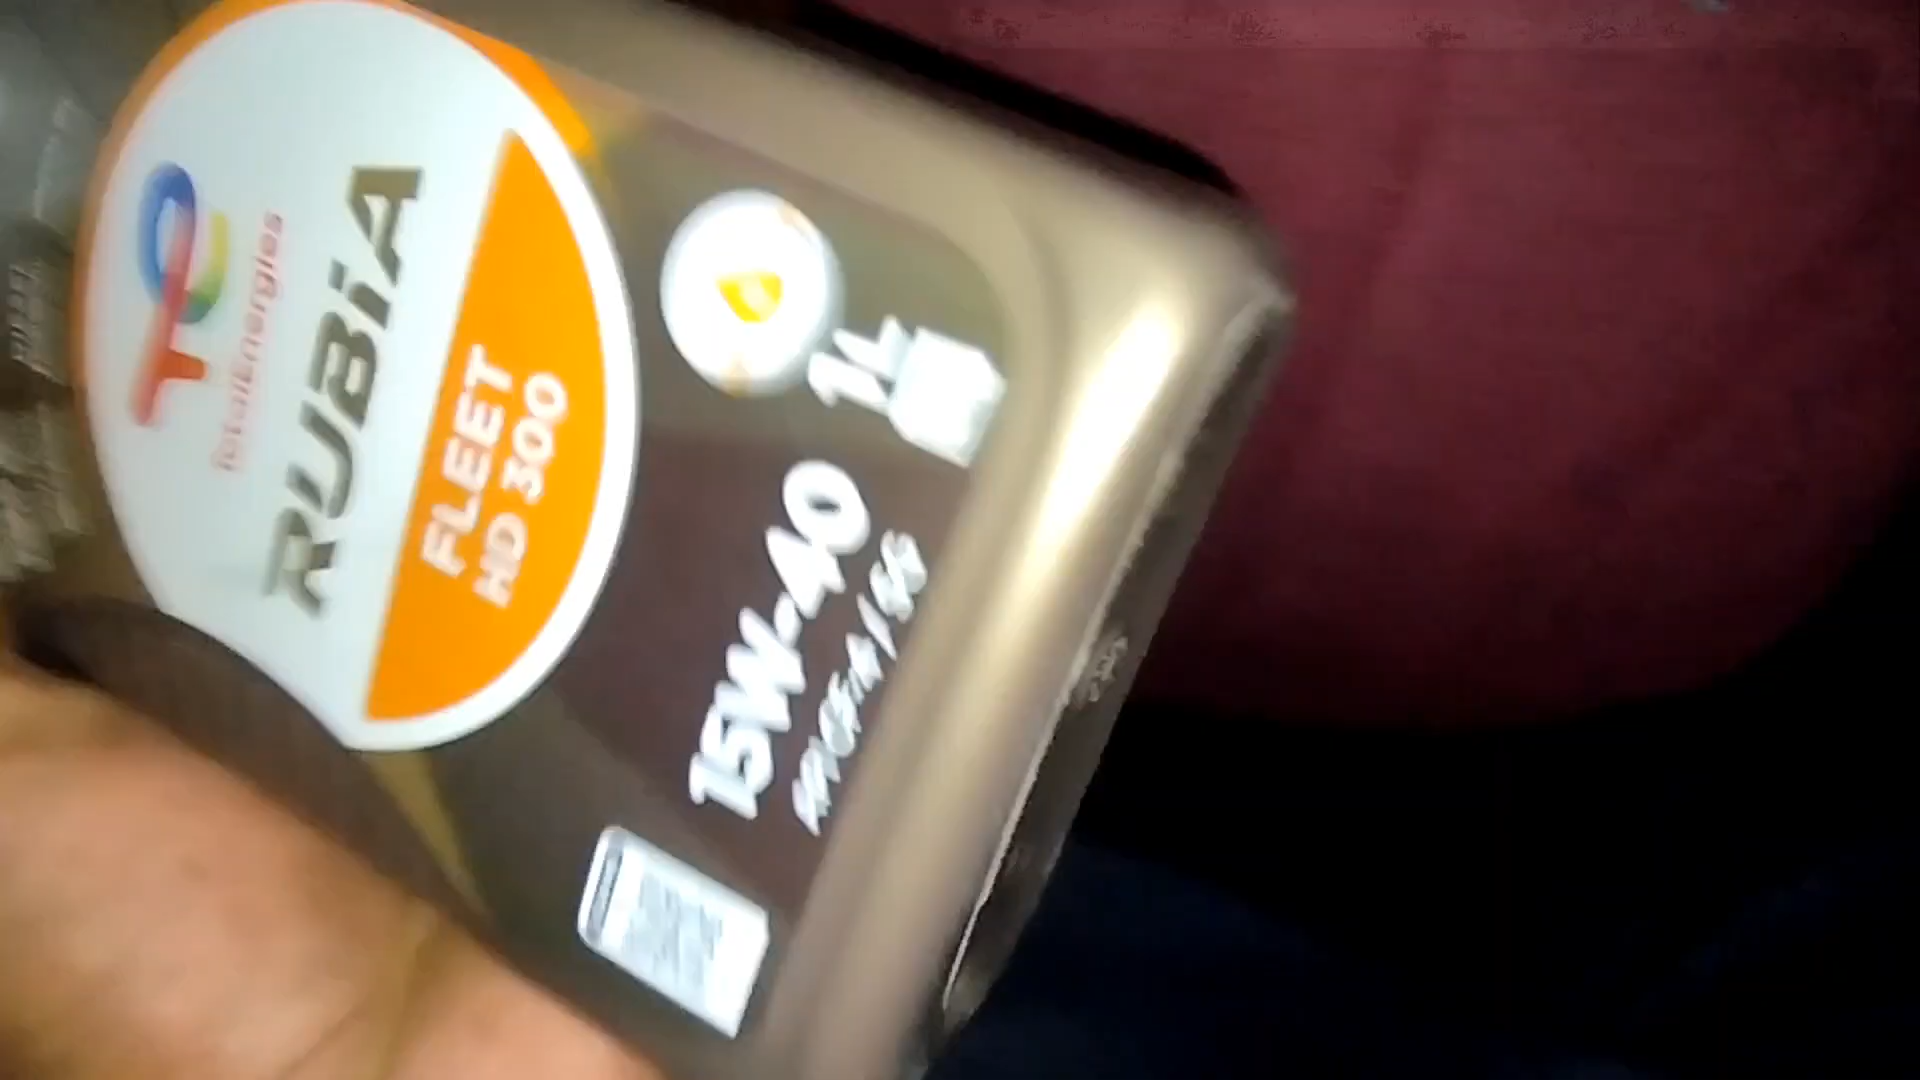 TotalEnergies
RUBiA
FLEET
HD 300
1L
15W-40